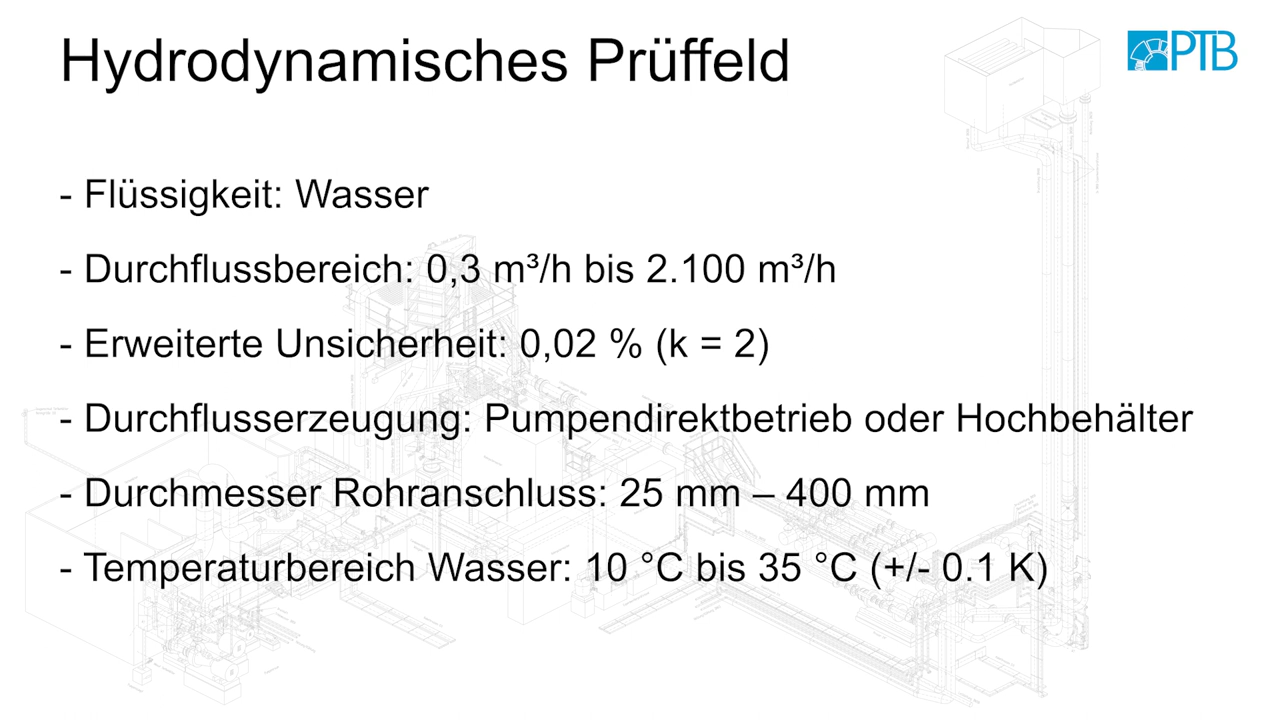 Hydrodynamisches Prüffeld
PTB
- Flüssigkeit: Wasser
- Durchflussbereich: 0,3 m³/h bis 2.100 m³/h
- Erweiterte Unsicherheit: 0,02 % (k = 2)
- Durchflusserzeugung: Pumpendirektbetrieb oder Hochbehälter
- Durchmesser Rohranschluss: 25 mm – 400 mm
- Temperaturbereich Wasser: 10 °C bis 35 °C (+/- 0.1 K)